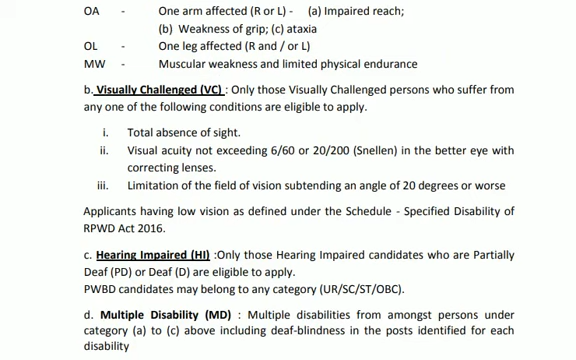 OA - One arm affected (R or L) - (a) Impaired reach;
(b) Weakness of grip; (c) ataxia
OL - One leg affected (R and / or L)
MW - Muscular weakness and limited physical endurance
b. Visually Challenged (VC) : Only those Visually Challenged persons who suffer from
any one of the following conditions are eligible to apply.
i. Total absence of sight.
ii. Visual acuity not exceeding 6/60 or 20/200 (Snellen) in the better eye with
correcting lenses.
iii. Limitation of the field of vision subtending an angle of 20 degrees or worse
Applicants having low vision as defined under the Schedule - Specified Disability of
RPWD Act 2016.
c. Hearing Impaired (HI) :Only those Hearing Impaired candidates who are Partially
Deaf (PD) or Deaf (D) are eligible to apply.
PWBD candidates may belong to any category (UR/SC/ST/OBC).
d. Multiple Disability (MD) : Multiple disabilities from amongst persons under
category (a) to (c) above including deaf-blindness in the posts identified for each
disability